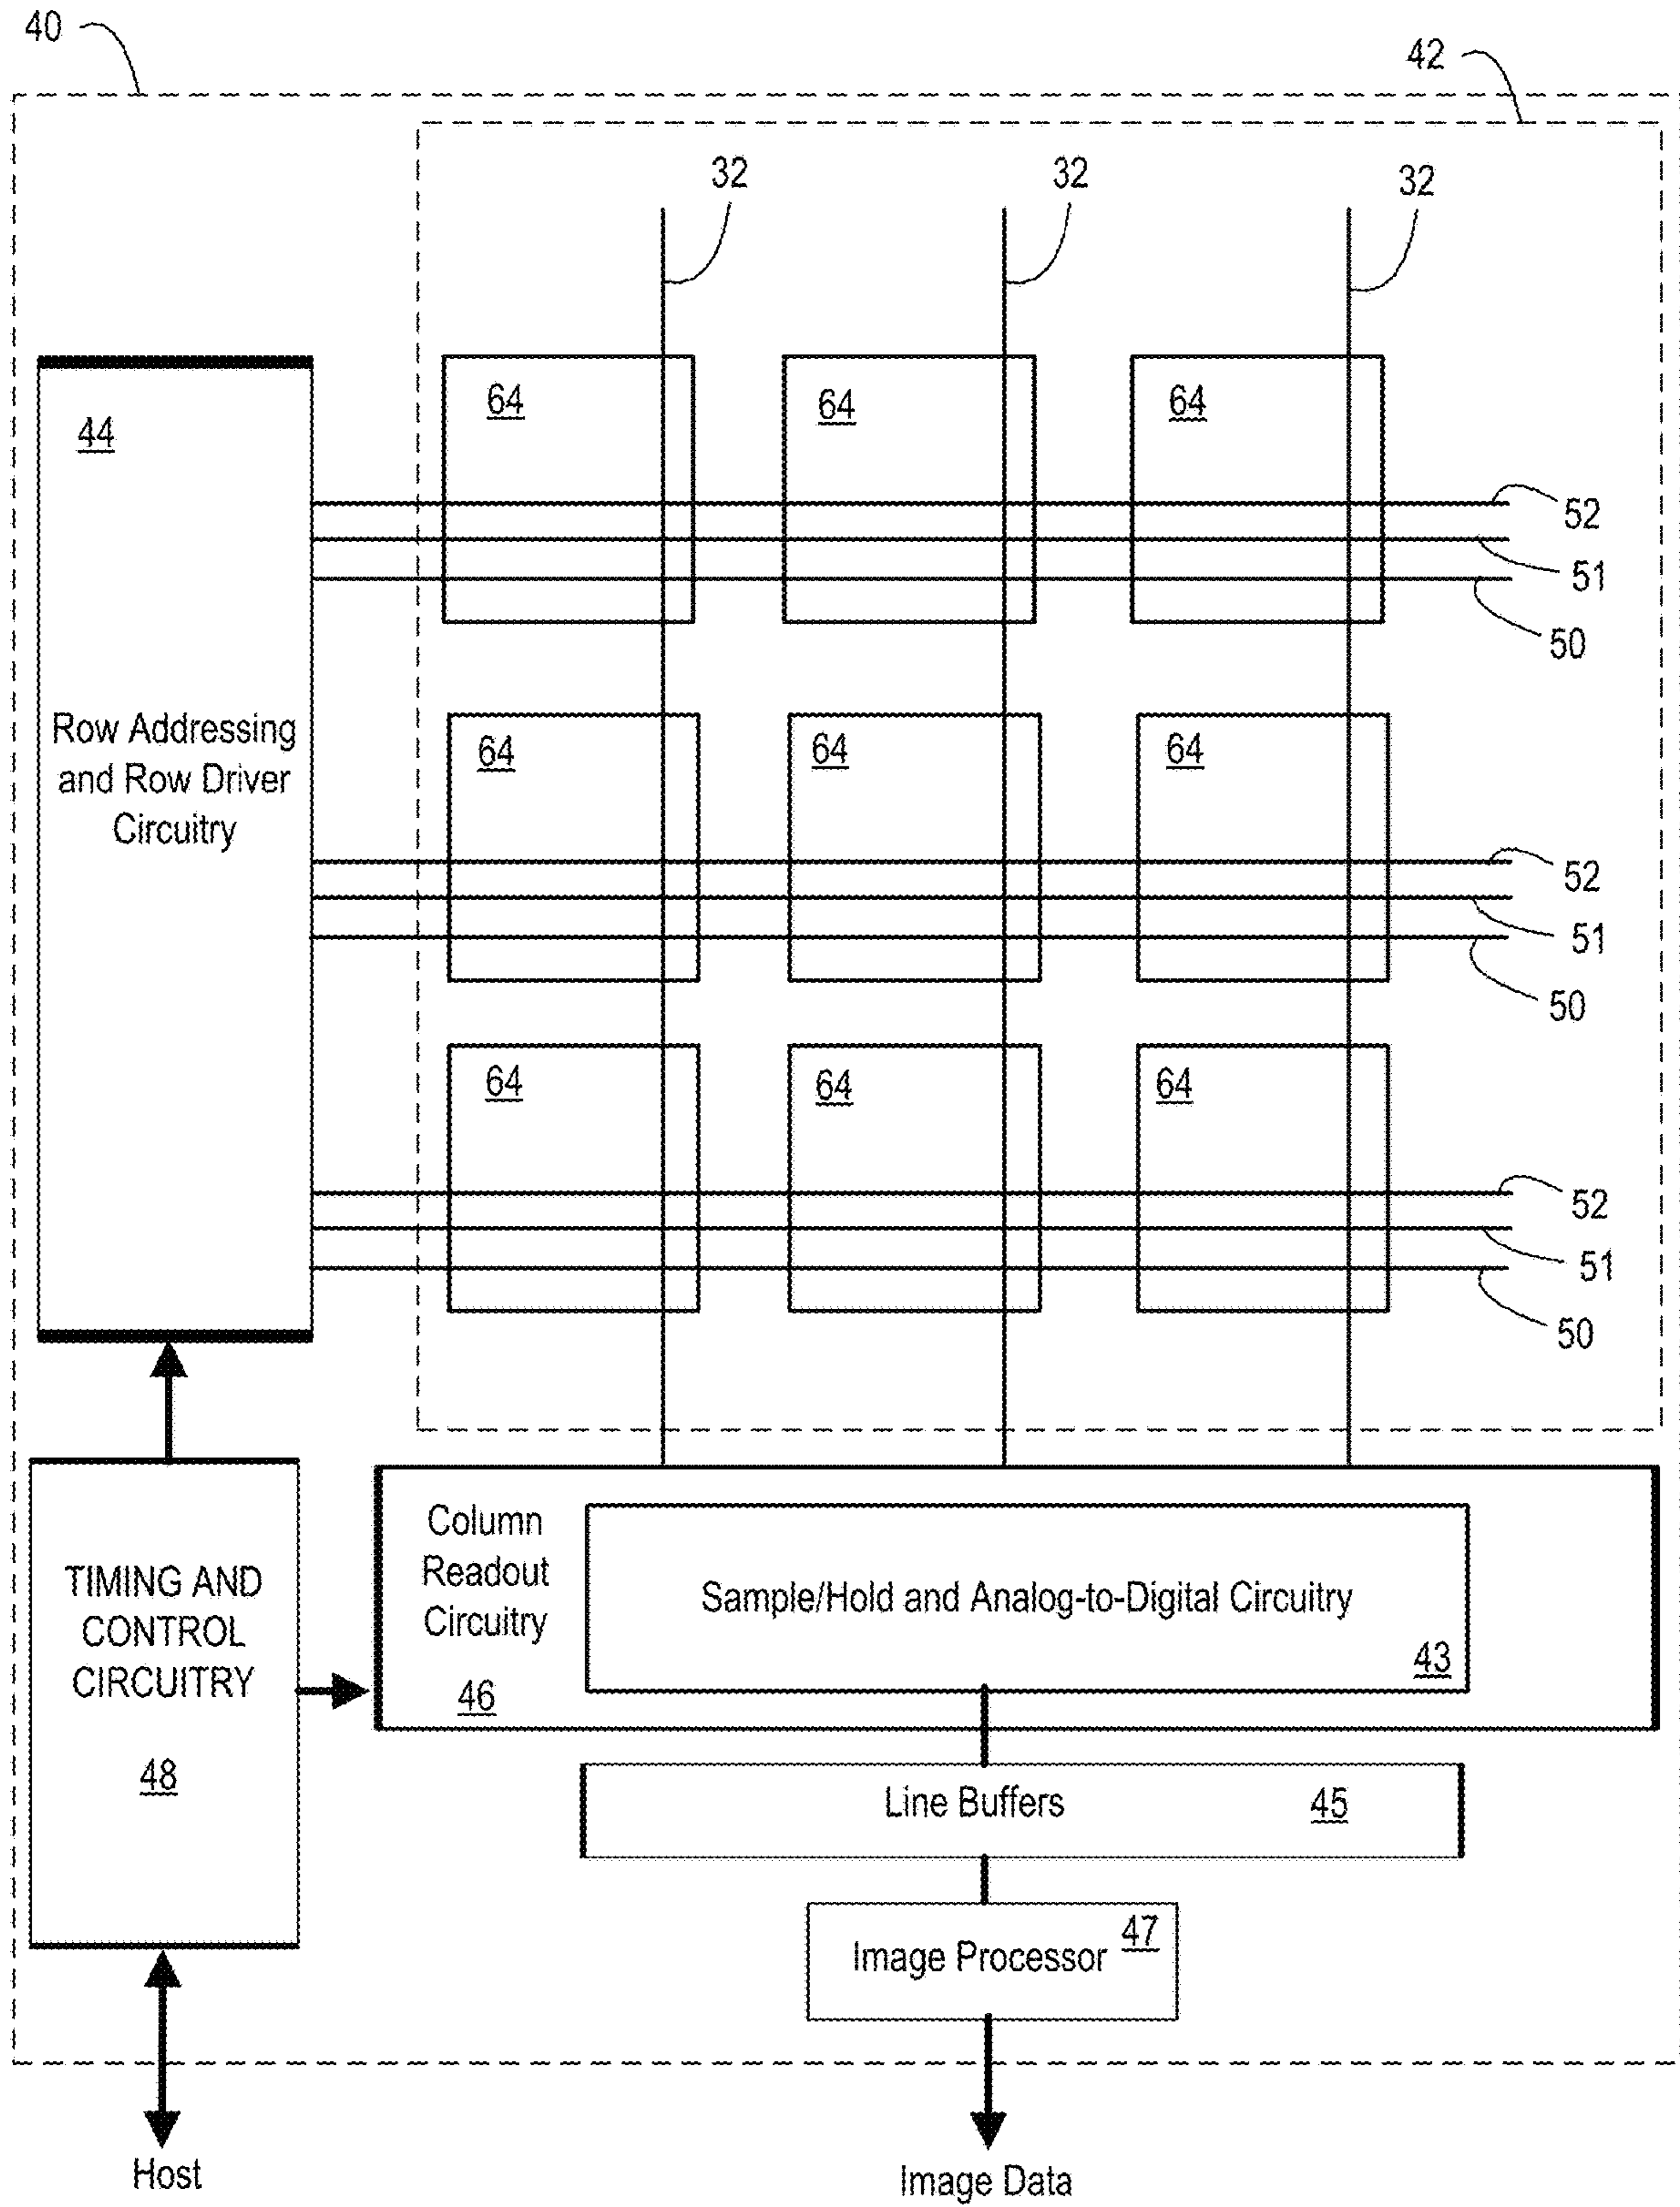 40
42
32
32
32
64
64
64
44
52
51
50
Row Addressing
and Row Driver
Circuitry
64
64
64
52
51
50
64
64
64
52
51
50
TIMING AND
CONTROL
CIRCUITRY
48
Column
Readout
Circuitry
46
Sample/Hold and Analog-to-Digital Circuitry
43
Line Buffers
45
Image Processor
47
Host
Image Data